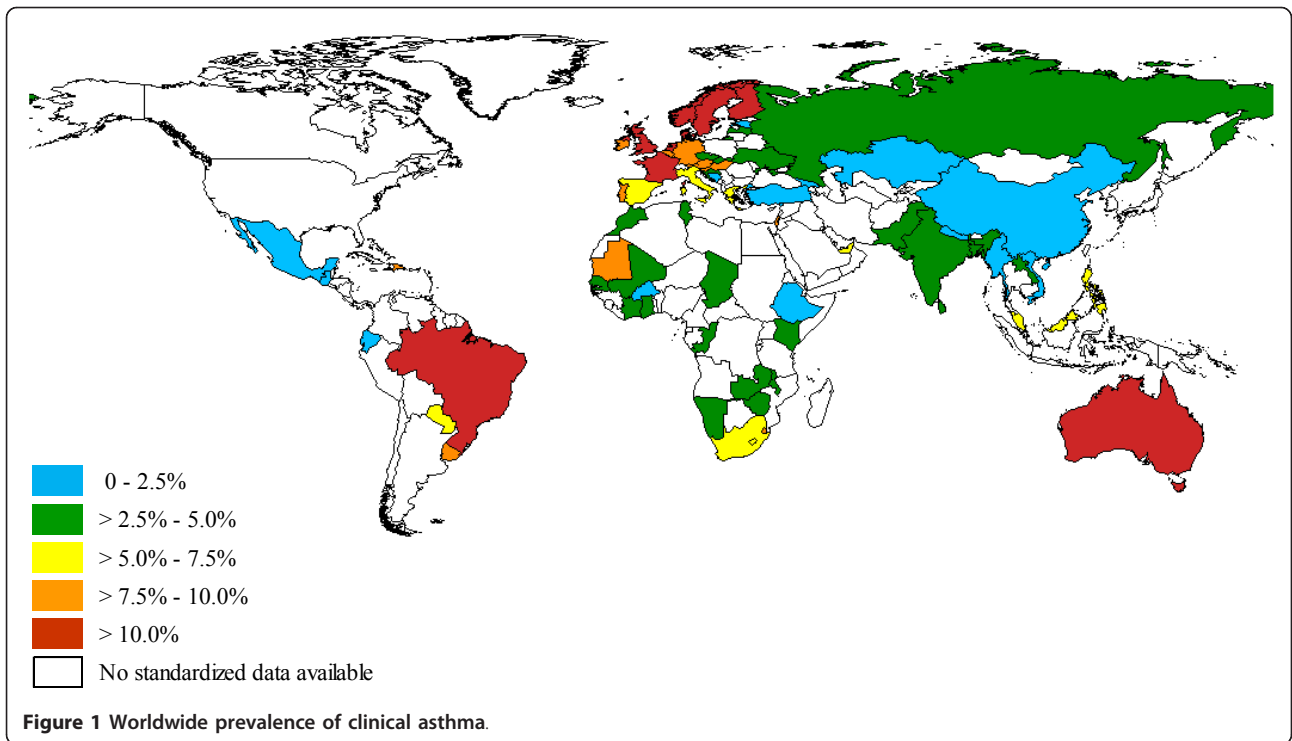 0 - 2.5%
> 2.5% - 5.0%
> 5.0% - 7.5%
> 7.5% - 10.0%
> 10.0%
No standardized data available
Figure 1 Worldwide prevalence of clinical asthma.